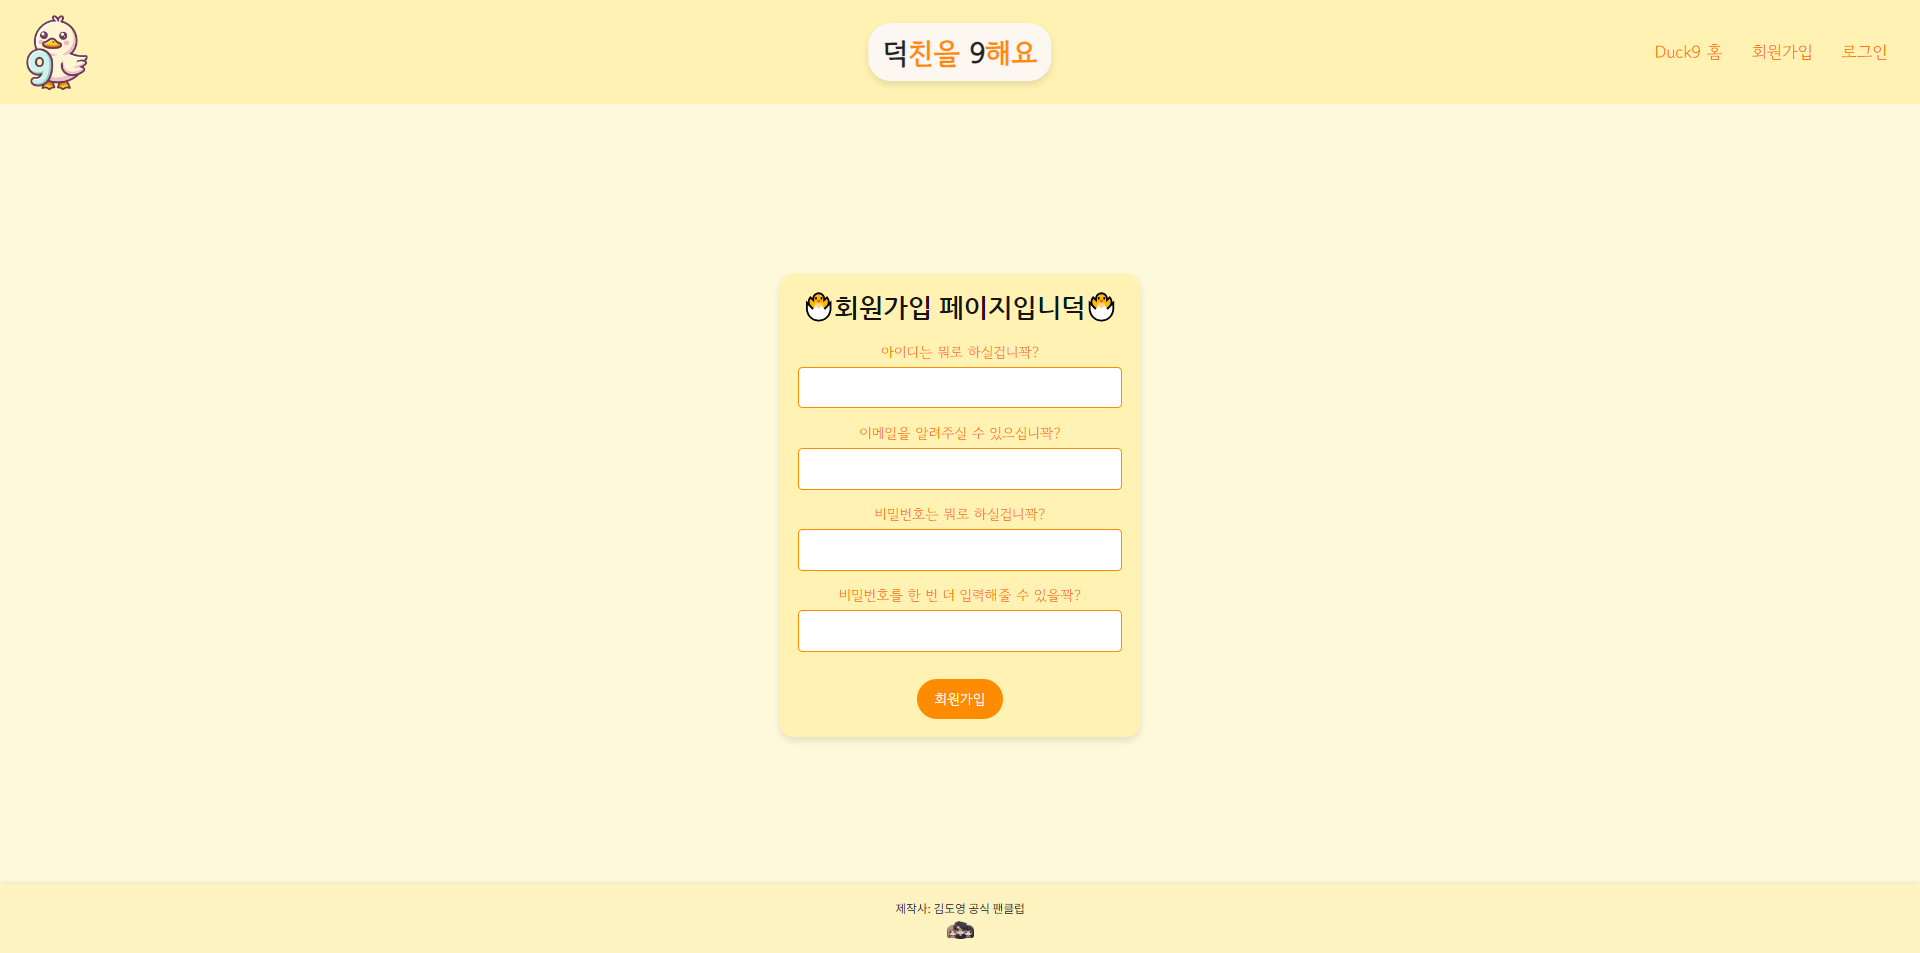 9
덕친을 9해요
Duck9 홈 회원가입 로그인
🐣회원가입 페이지입니덕🐣
아이디는 뭐로 하실겁니꽉?
이메일을 알려주실 수 있으십니꽉?
비밀번호는 뭐로 하실겁니꽉?
비밀번호를 한 번 더 입력해줄 수 있을꽉?
회원가입
제작사: 김도영 공식 팬클럽